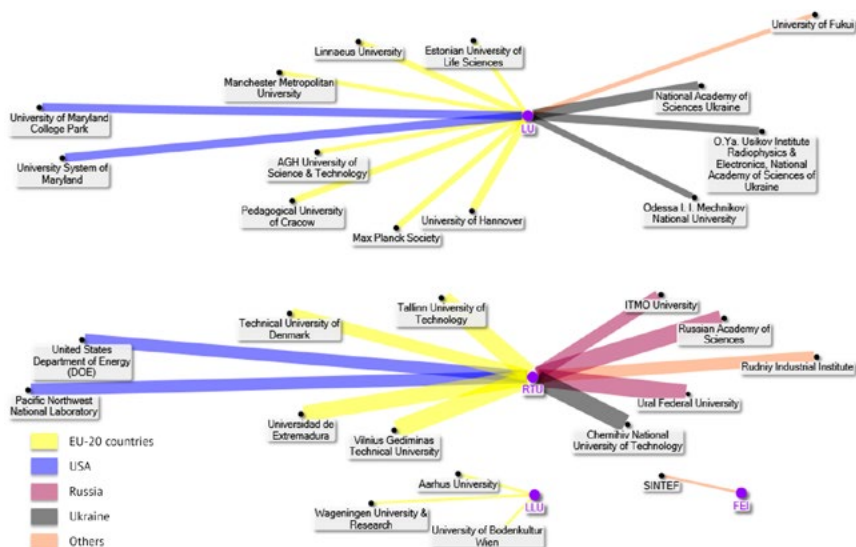 University of Fukui
Linnaeus University
Estonian University of
Life Sciences
Manchester Metropolitan
University
National Academy of
Sciences Ukraine
University of Maryland
College Park
LU
O.Ya. Usikov Institute
Radiophysics &
Electronics, National
Academy of Sciences of
Ukraine
University System of
Maryland
AGH University of
Science & Technology
Pedagogical University
of Cracow
Max Planck Society
University of Hannover
Odessa I. I. Mechnikov
National University
Technical University of
Denmark
Tallinn University of
Technology
ITMO University
Russian Academy of
Sciences
United States
Department of Energy
(DOE)
Rudniy Industrial Institute
Pacific Northwest
National Laboratory
RTU
Ural Federal University
Universidad de
Extremadura
Vilnius Gediminas
Technical University
Chernihiv National
University of Technology
EU-20 countries
USA
Russia
Ukraine
Others
Aarhus University
Wageningen University &
Research
LLU
University of Bodenkultur
Wien
SINTEF
FEI